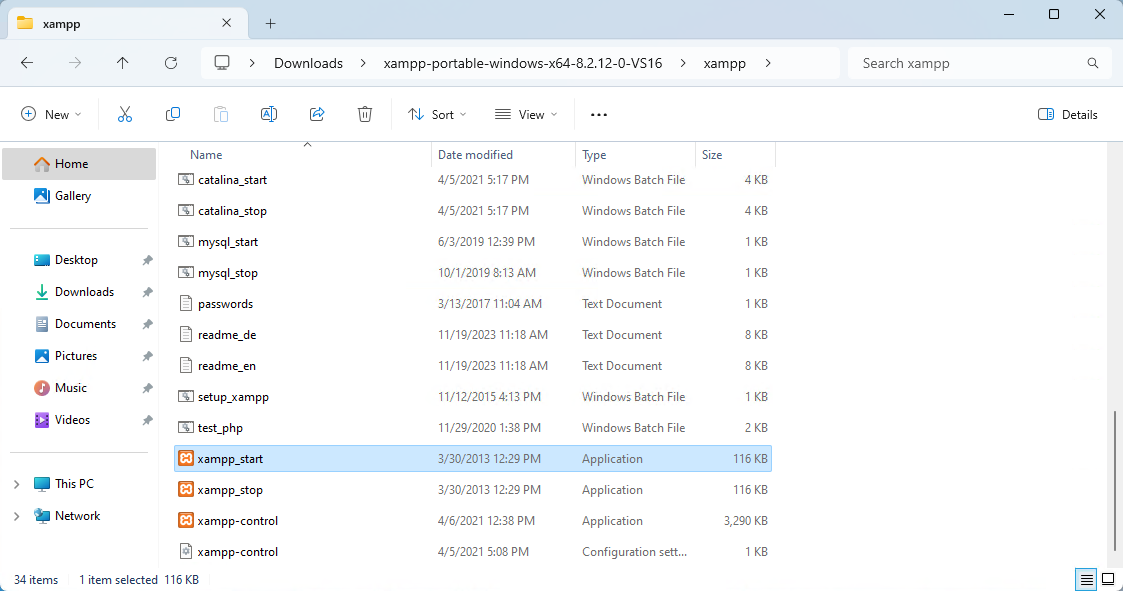 xampp
Downloads
xampp-portable-windows-x64-8.2.12-0-VS16
xampp
Search xampp
New
Sort
View
Details
Home
Gallery
Desktop
Downloads
Documents
Pictures
Music
Videos
This PC
Network
Name Date modified Type Size
catalina_start 4/5/2021 5:17 PM Windows Batch File 4 KB
catalina_stop 4/5/2021 5:17 PM Windows Batch File 4 KB
mysql_start 6/3/2019 12:39 PM Windows Batch File 1 KB
mysql_stop 10/1/2019 8:13 AM Windows Batch File 1 KB
passwords 3/13/2017 11:04 AM Text Document 1 KB
readme_de 11/19/2023 11:18 AM Text Document 8 KB
readme_en 11/19/2023 11:18 AM Text Document 8 KB
setup_xampp 11/12/2015 4:13 PM Windows Batch File 1 KB
test_php 11/29/2020 1:38 PM Windows Batch File 2 KB
xampp_start 3/30/2013 12:29 PM Application 116 KB
xampp_stop 3/30/2013 12:29 PM Application 116 KB
xampp-control 4/6/2021 12:38 PM Application 3,290 KB
xampp-control 4/5/2021 5:08 PM Configuration sett... 1 KB
34 items 1 item selected 116 KB